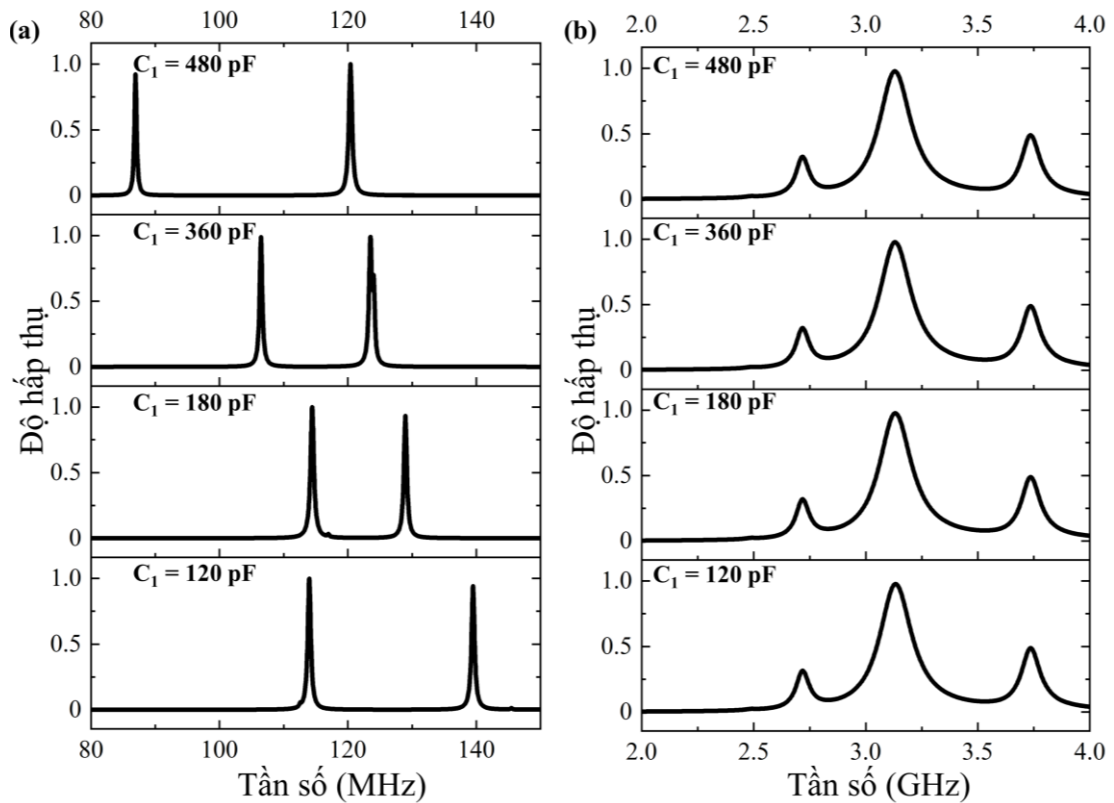 (a)
80 100 120 140
C₁ = 480 pF
1.0
0.5
0
C₁ = 360 pF
1.0
0.5
0
C₁ = 180 pF
1.0
0.5
0
C₁ = 120 pF
1.0
0.5
0
80 100 120 140
Độ hấp thụ
Tần số (MHz)
(b)
2.0 2.5 3.0 3.5 4.0
C₁ = 480 pF
1.0
0.5
0
C₁ = 360 pF
1.0
0.5
0
C₁ = 180 pF
1.0
0.5
0
C₁ = 120 pF
1.0
0.5
0
2.0 2.5 3.0 3.5 4.0
Độ hấp thụ
Tần số (GHz)